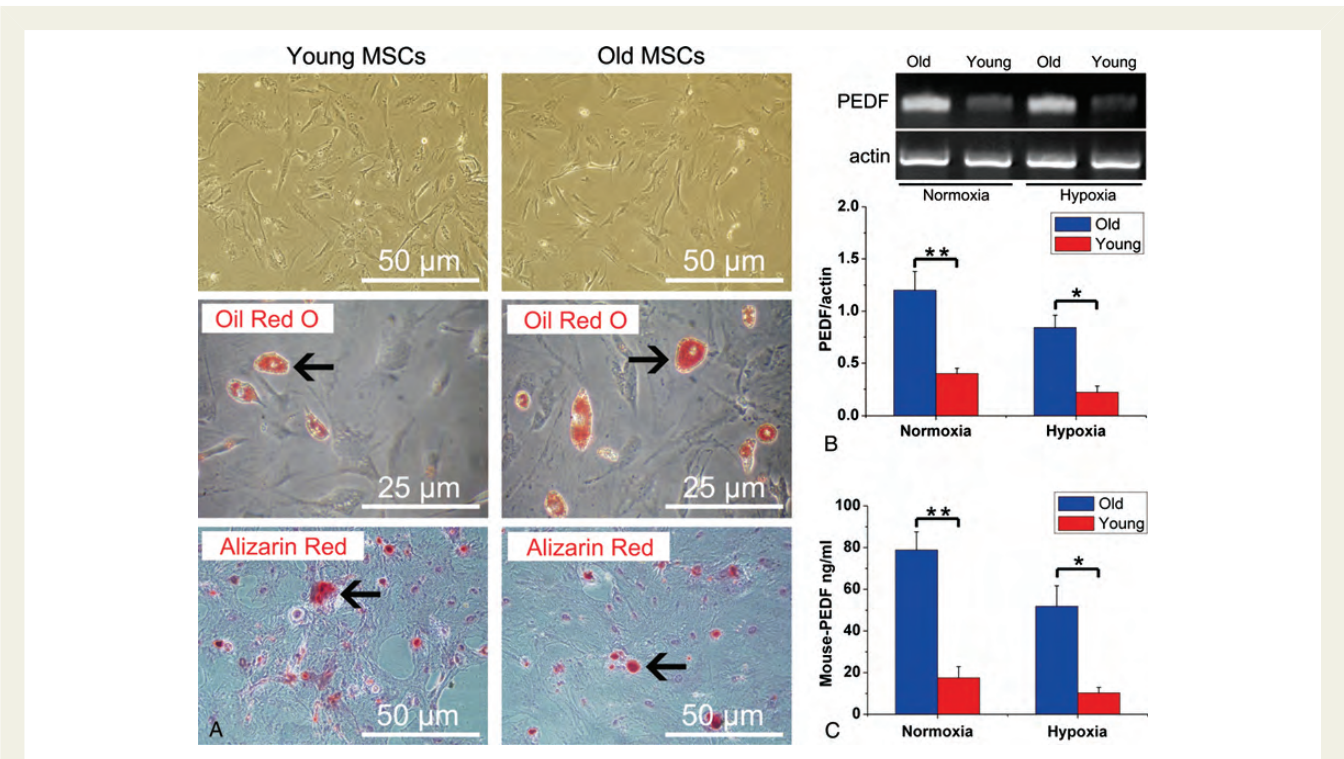 Young MSCs
Old MSCs
50 µm
50 µm
Oil Red O
Oil Red O
25 µm
25 µm
Alizarin Red
Alizarin Red
50 µm
50 µm
A
Old Young Old Young
PEDF
actin
Normoxia Hypoxia
2.0
1.5
1.0
0.5
0.0
PEDF/actin
Old
Young
**
*
Normoxia Hypoxia
B
100
80
60
40
20
0
Mouse-PEDF ng/ml
Old
Young
**
*
Normoxia Hypoxia
C